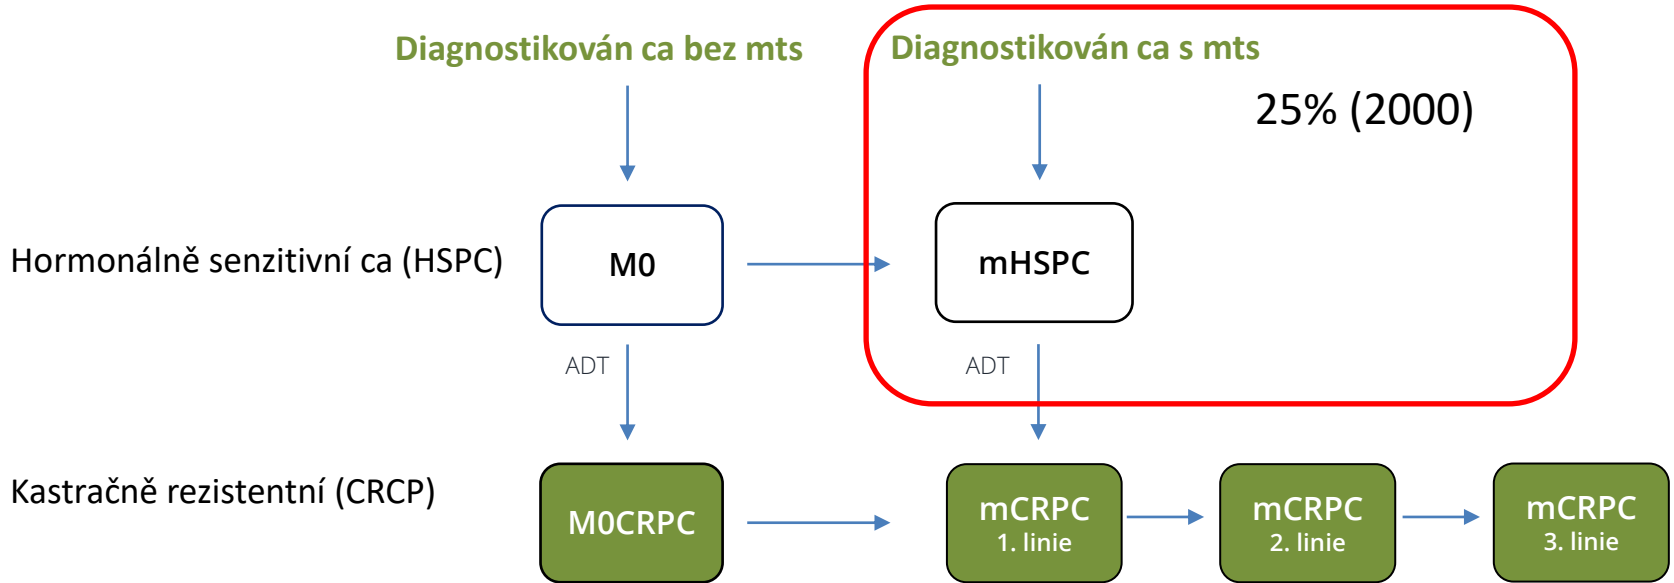 Diagnostikován ca bez mts
Diagnostikován ca s mts
25% (2000)
Hormonálně senzitivní ca (HSPC)
M0
mHSPC
ADT
ADT
Kastračně rezistentní (CRCP)
M0CRPC
mCRPC
1. linie
mCRPC
2. linie
mCRPC
3. linie